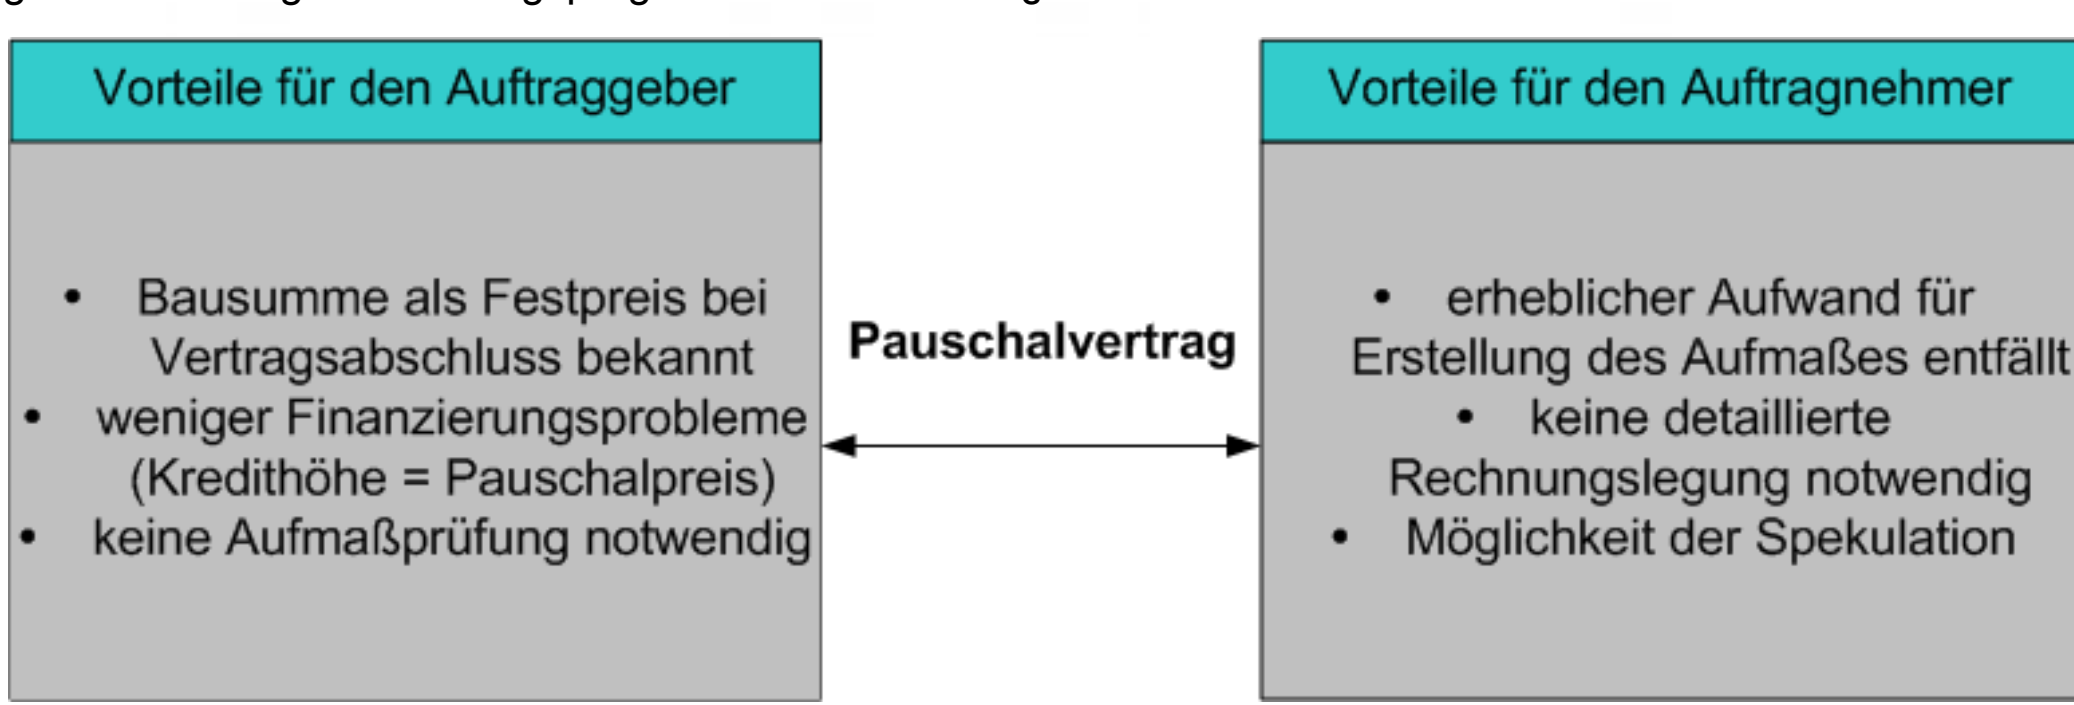 Vorteile für den Auftraggeber
• Bausumme als Festpreis bei
Vertragsabschluss bekannt
• weniger Finanzierungsprobleme
(Kredithöhe = Pauschalpreis)
• keine Aufmaßprüfung notwendig
Pauschalvertrag
Vorteile für den Auftragnehmer
• erheblicher Aufwand für
Erstellung des Aufmaßes entfällt
• keine detaillierte
Rechnungslegung notwendig
• Möglichkeit der Spekulation